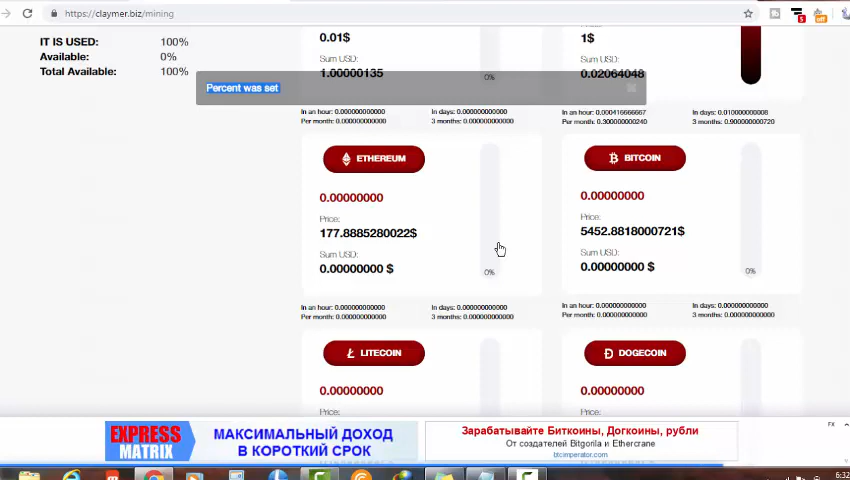 https://claymer.biz/mining
IT IS USED: 100%
Available: 0%
Total Available: 100%
0.01$
Sum USD:
1.00000135
0%
1$
Sum USD:
0.02064048
Percent was set
In an hour: 0.000000000000
In days: 0.000000000000
Per month: 0.000000000000
3 months: 0.000000000000
In an hour: 0.000416666667
In days: 0.010000000008
Per month: 0.300000000240
3 months: 0.900000000720
ETHEREUM
0.00000000
Price:
177.8885280022$
Sum USD:
0.00000000 $
0%
BITCOIN
0.00000000
Price:
5452.8818000721$
Sum USD:
0.00000000 $
0%
In an hour: 0.000000000000
In days: 0.000000000000
Per month: 0.000000000000
3 months: 0.000000000000
In an hour: 0.000000000000
In days: 0.000000000000
Per month: 0.000000000000
3 months: 0.000000000000
LITECOIN
0.00000000
DOGECOIN
0.00000000
EXPRESS
MATRIX
МАКСИМАЛЬНЫЙ ДОХОД
В КОРОТКИЙ СРОК
Зарабатывайте Биткоины, Догкоины, рубли
От создателей Bitgorila и Ethercrane
btcimperator.com
FX
6:32